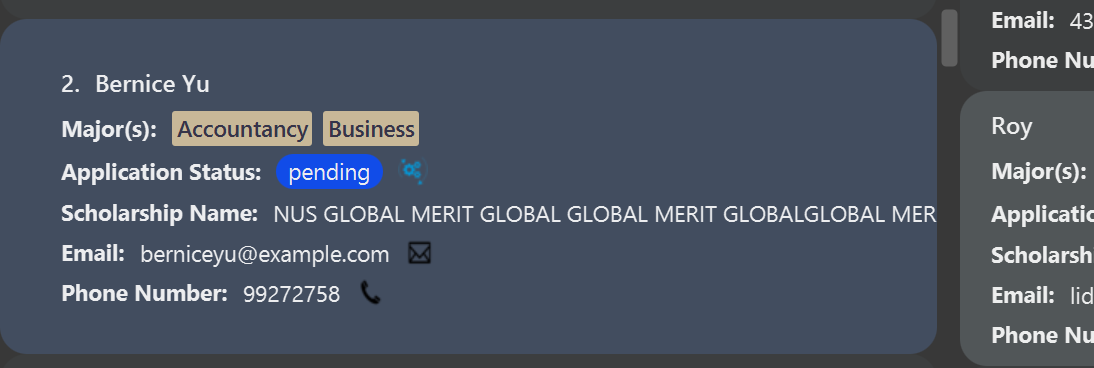 2. Bernice Yu
Major(s): Accountancy Business
Application Status: pending
Scholarship Name: NUS GLOBAL MERIT GLOBAL GLOBAL MERIT GLOBALGLOBAL MER
Email: berniceyu@example.com
Phone Number: 99272758
Email: 43
Phone Nu
Roy
Major(s):
Applicatio
Scholarsh
Email: lid
Phone Nu